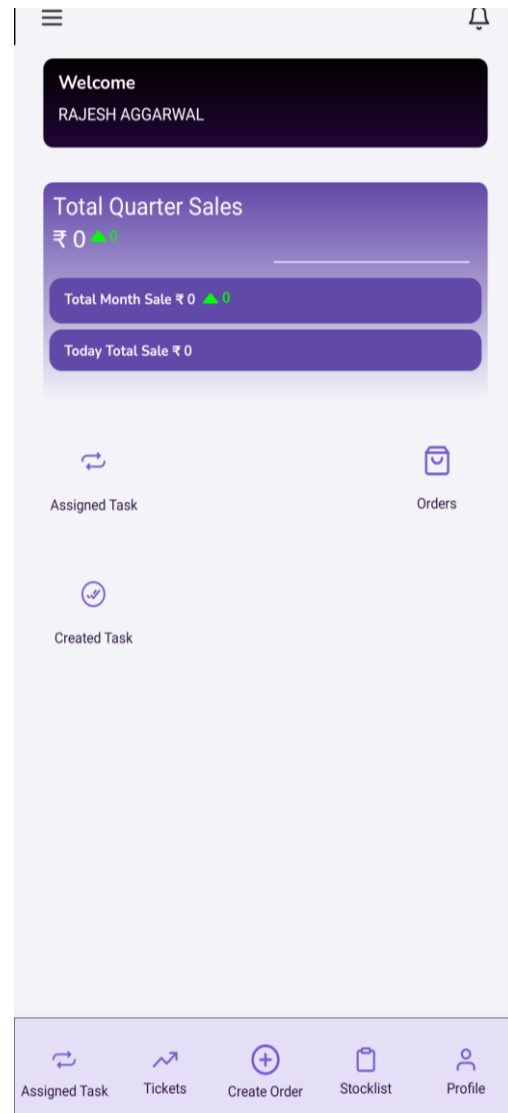 Welcome
RAJESH AGGARWAL
Total Quarter Sales
₹ 0 0
Total Month Sale ₹ 0 0
Today Total Sale ₹ 0
Assigned Task Orders
Created Task
Assigned Task Tickets Create Order Stocklist Profile